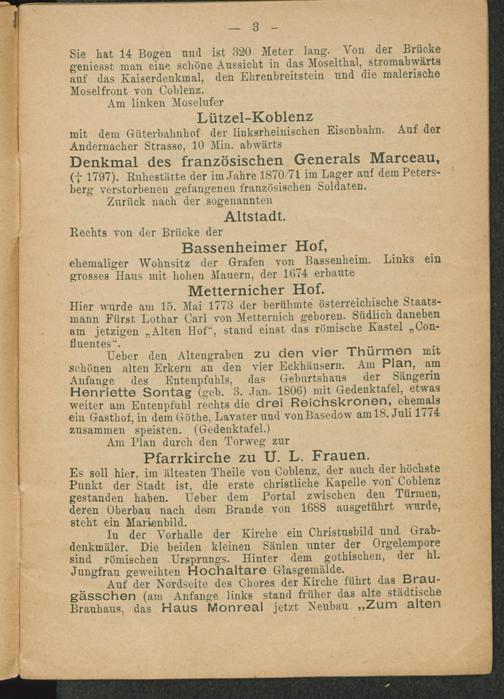 — 3 —
Sie hat 14 Bogen und ist 320 Meter lang. Von der Brücke
geniesst man eine schöne Aussicht in das Moselthal, stromabwärts
auf das Kaiserdenkmal, den Ehrenbreitstein und die malerische
Moselfront von Coblenz.
Am linken Moselufer
Lützel-Koblenz
mit dem Güterbahnhof der linksrheinischen Eisenbahn. Auf der
Andernacher Strasse, 10 Min. abwärts
Denkmal des französischen Generals Marceau,
(† 1797). Ruhestätte der im Jahre 1870/71 im Lager auf dem Peters-
berg verstorbenen gefangenen französischen Soldaten.
Zurück nach der sogenannten
Altstadt.
Rechts von der Brücke der
Bassenheimer Hof,
ehemaliger Wohnsitz der Grafen von Bassenheim. Links ein
grosses Haus mit hohen Mauern, der 1674 erbaute
Metternicher Hof.
Hier wurde am 15. Mai 1773 der berühmte österreichische Staats-
mann Fürst Lothar Carl von Metternich geboren. Südlich daneben
am jetzigen „Alten Hof“, stand einst das römische Kastel „Con-
fluentes“.
Ueber den Altengraben zu den vier Thürmen mit
schönen alten Erkern an den vier Eckhäusern. Am Plan, am
Anfange des Entenpfuhls, das Geburtshaus der Sängerin
Henriette Sontag (geb. 3. Jan. 1806) mit Gedenktafel, etwas
weiter am Entenpfuhl rechts die drei Reichskronen, ehemals
ein Gasthof, in dem Göthe, Lavater und von Basedow am 18. Juli 1774
zusammen speisten. (Gedenktafel.)
Am Plan durch den Torweg zur
Pfarrkirche zu U. L. Frauen.
Es soll hier, im ältesten Theile von Coblenz, der auch der höchste
Punkt der Stadt ist, die erste christliche Kapelle von Coblenz
gestanden haben. Ueber dem Portal zwischen den Türmen,
deren Oberbau nach dem Brande von 1688 ausgeführt wurde,
steht ein Marienbild.
In der Vorhalle der Kirche ein Christusbild und Grab-
denkmäler. Die beiden kleinen Säulen unter der Orgelempore
sind römischen Ursprungs. Hinter dem gothischen, der hl.
Jungfrau geweihten Hochaltare Glasgemälde.
Auf der Nordseite des Chores der Kirche führt das Brau-
gässchen (am Anfange links stand früher das alte städtische
Brauhaus, das Haus Monreal jetzt Neubau „Zum alten